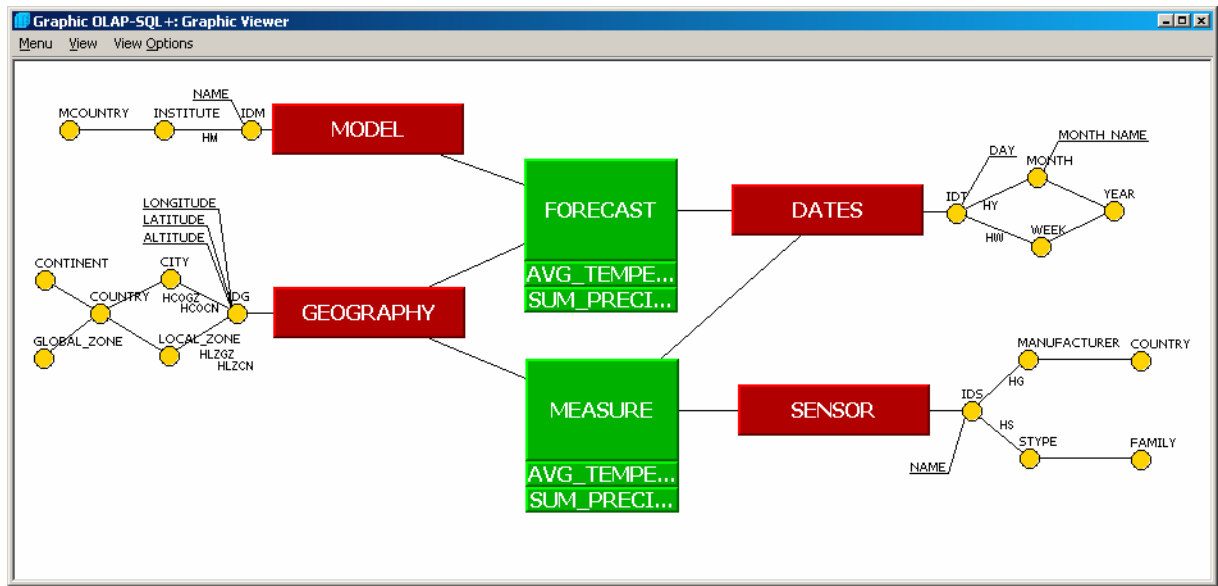 Graphic OLAP-SQL+: Graphic Viewer
Menu View View Options
NAME
MCOUNTRY INSTITUTE IDM
HM
MODEL
LONGITUDE
LATITUDE
ALTITUDE
CONTINENT CITY
COUNTRY HCOGZ IDG
HCOCN
GLOBAL_ZONE LOCAL_ZONE
HLZGZ
HLZCN
GEOGRAPHY
FORECAST
AVG_TEMPE...
SUM_PRECI...
MEASURE
AVG_TEMPE...
SUM_PRECI...
DATES
MONTH_NAME
DAY
MONTH
IDT YEAR
HY
HW WEEK
SENSOR
MANUFACTURER COUNTRY
HG
IDS
HS
STYPE FAMILY
NAME